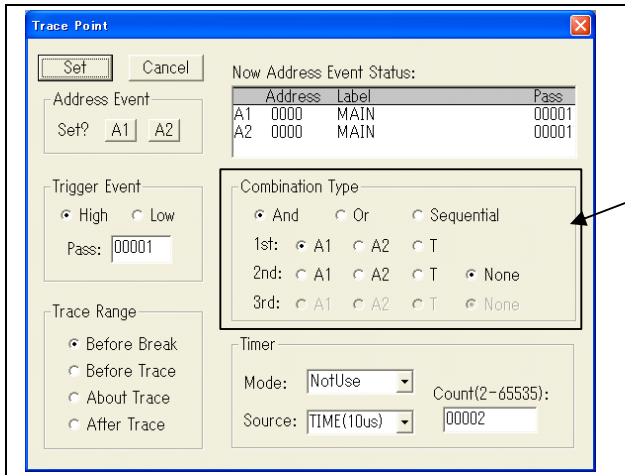 Trace Point
Set Cancel
Address Event
Set? A1 A2
Now Address Event Status:
Address Label Pass
A1 0000 MAIN 00001
A2 0000 MAIN 00001
Trigger Event
High Low
Pass: 00001
Combination Type
And Or Sequential
1st: A1 A2 T
2nd: A1 A2 T None
3rd: A1 A2 T None
Trace Range
Before Break
Before Trace
About Trace
After Trace
Timer
Mode: NotUse
Count(2-65535):
Source: TIME(10us) 00002